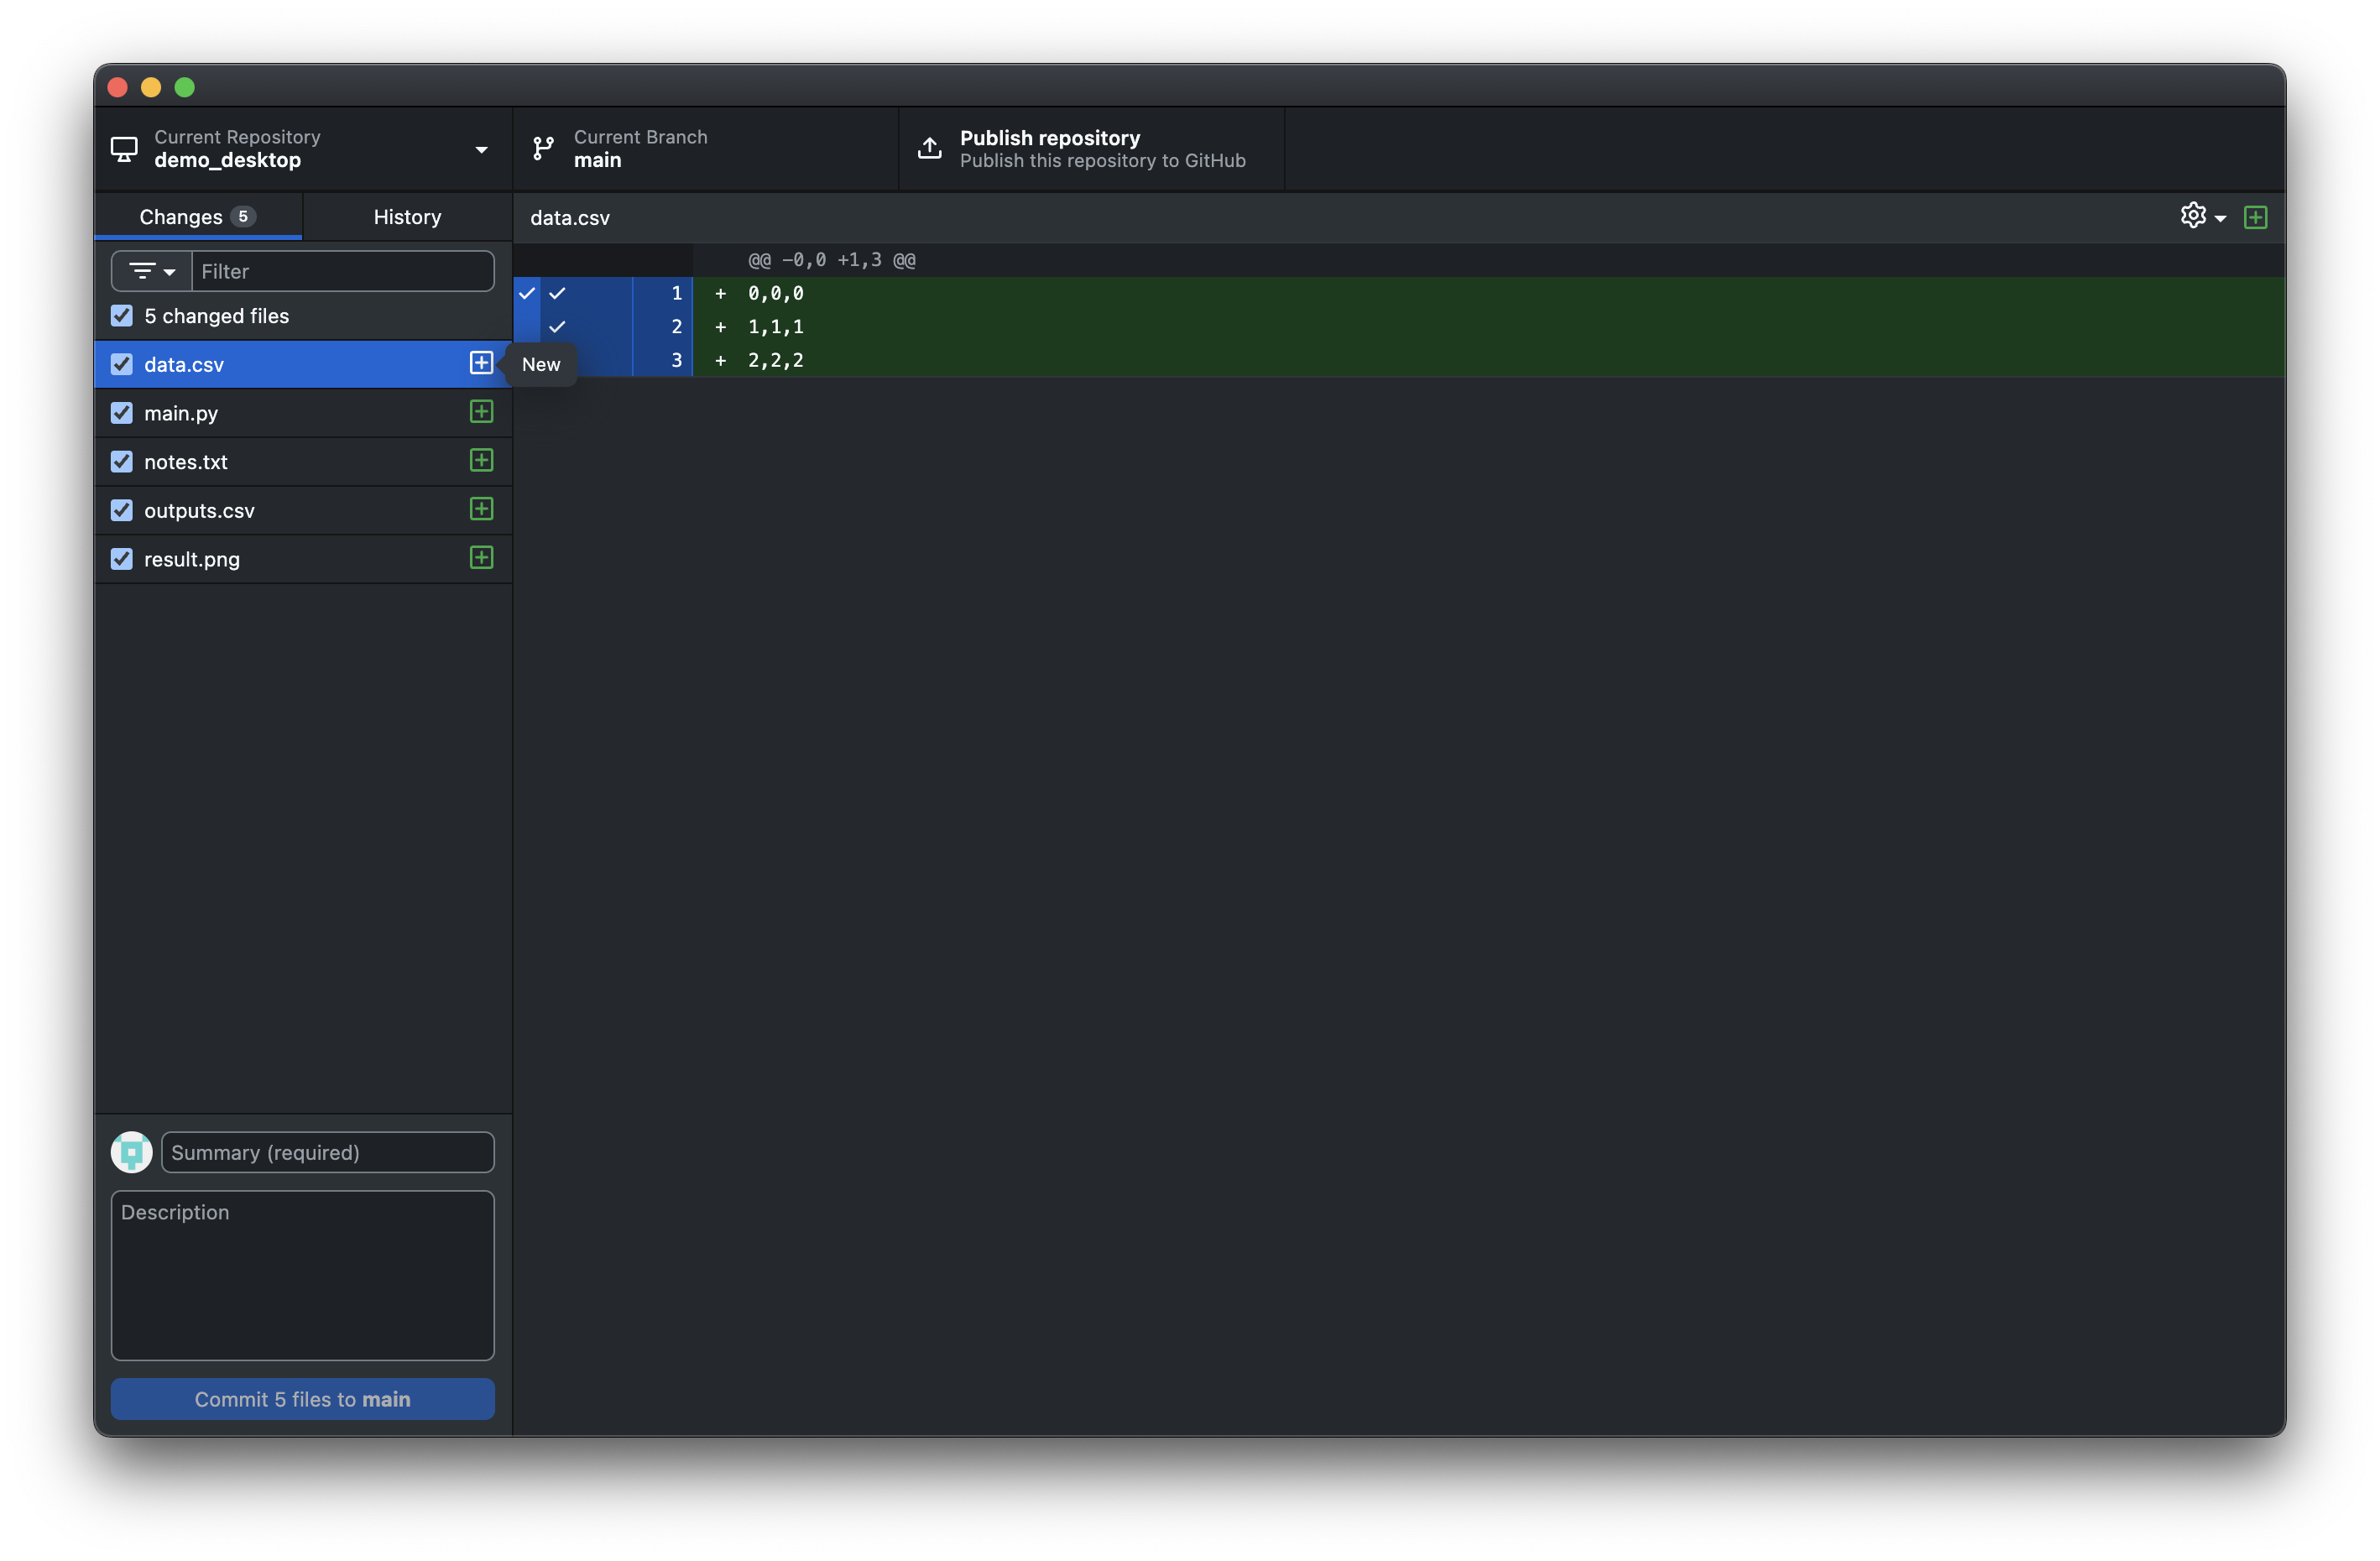 Current Repository
demo_desktop
Current Branch
main
Publish repository
Publish this repository to GitHub
Changes 5
History
data.csv
Filter
5 changed files
data.csv
New
main.py
notes.txt
outputs.csv
result.png
@@ -0,0 +1,3 @@
1 + 0,0,0
2 + 1,1,1
3 + 2,2,2
Summary (required)
Description
Commit 5 files to main